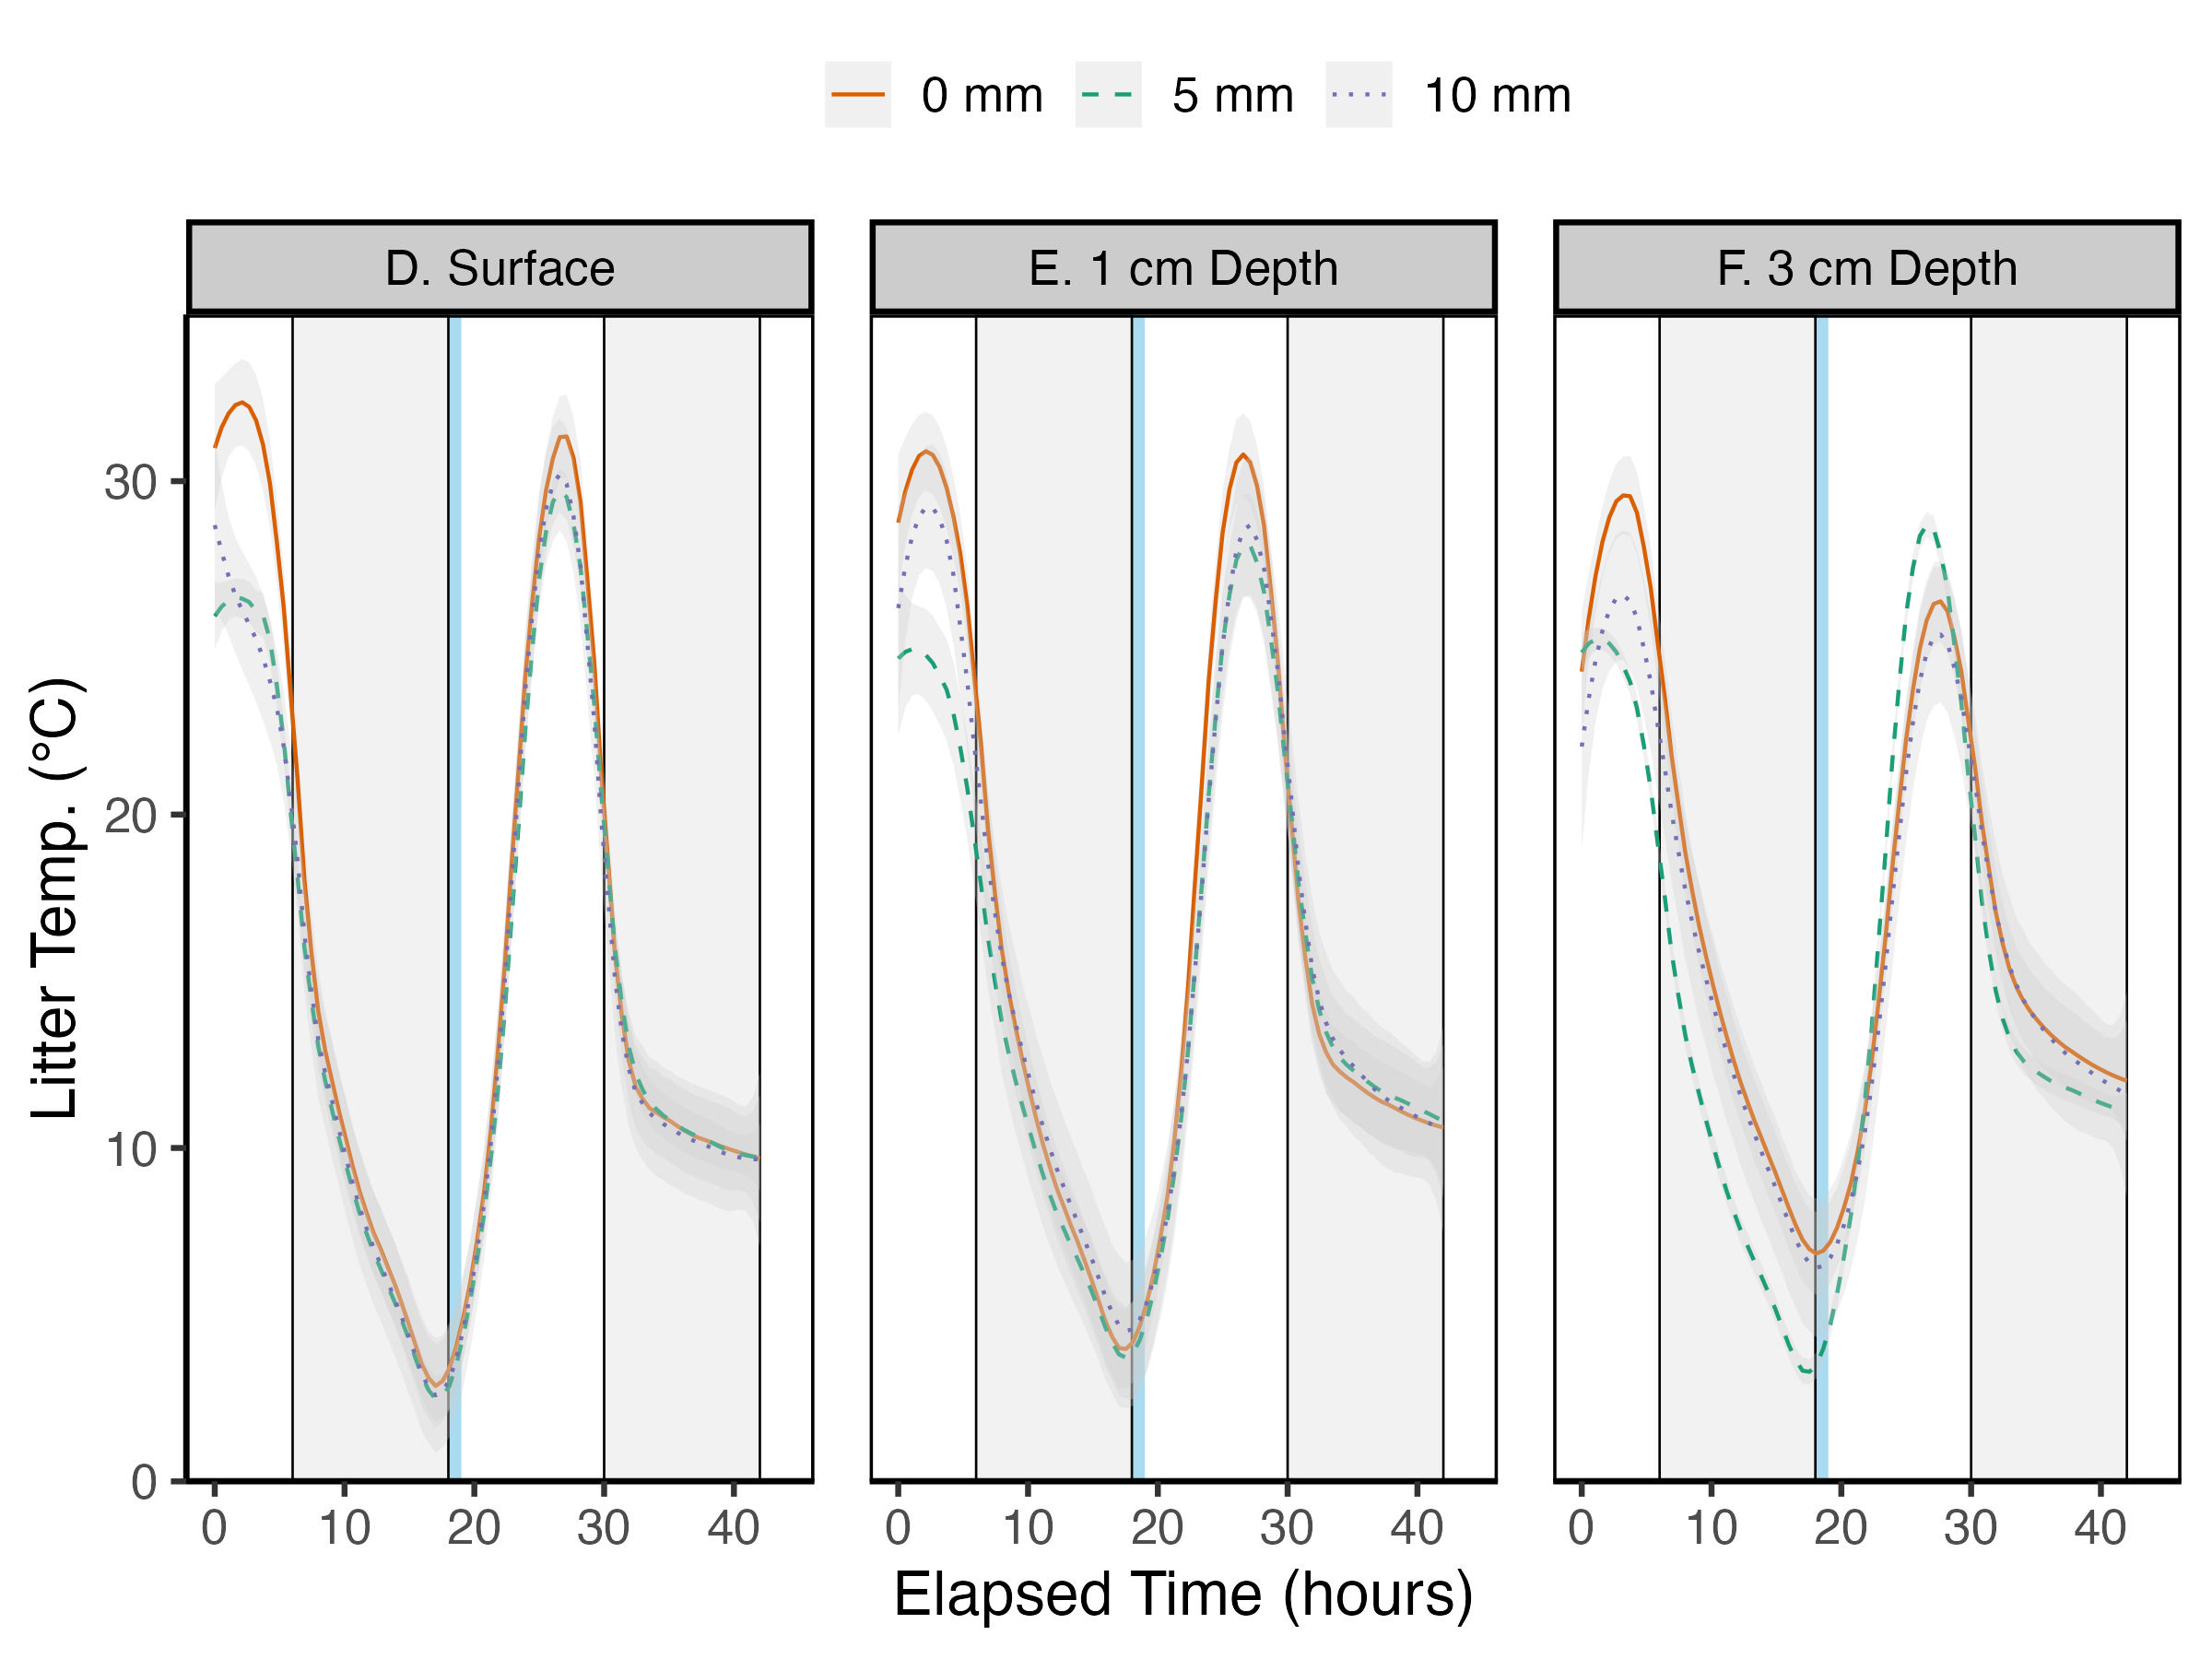 0 mm 5 mm 10 mm
D. Surface E. 1 cm Depth F. 3 cm Depth
Litter Temp. (°C)
30
20
10
0
0 10 20 30 40 0 10 20 30 40 0 10 20 30 40
Elapsed Time (hours)